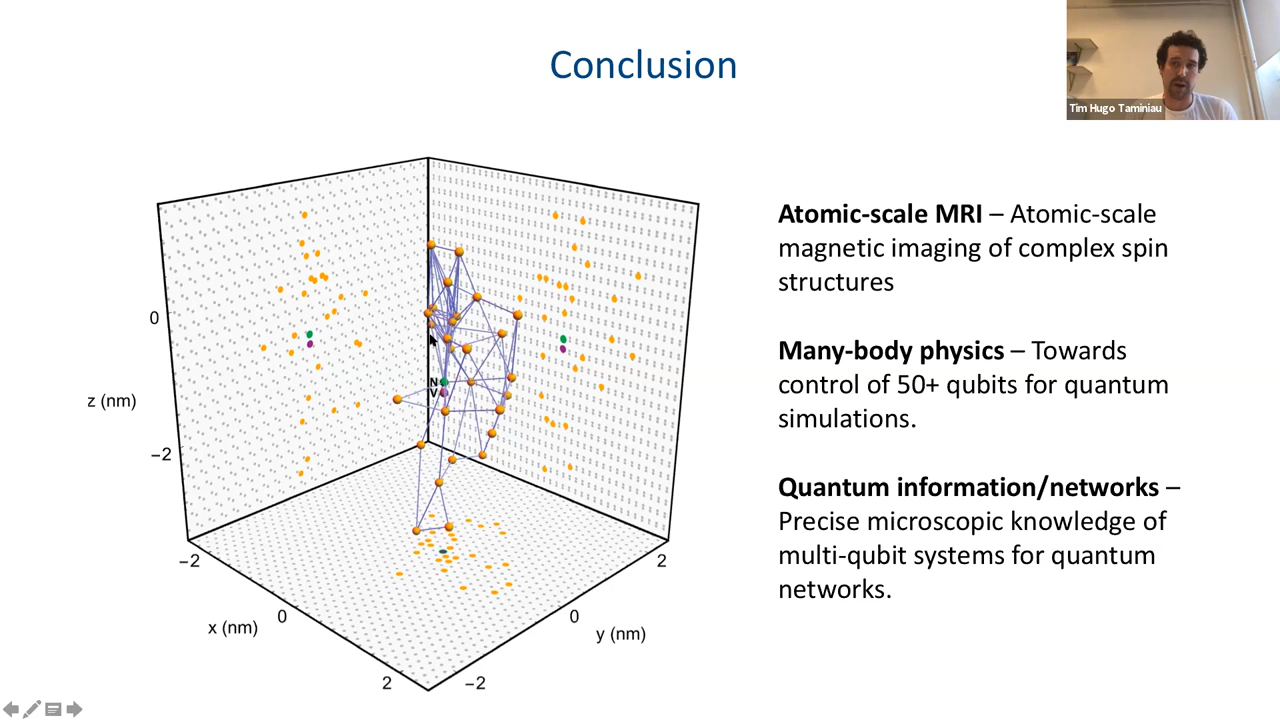 Conclusion
Tim Hugo Taminiau
Atomic-scale MRI – Atomic-scale
magnetic imaging of complex spin
structures
Many-body physics – Towards
control of 50+ qubits for quantum
simulations.
Quantum information/networks –
Precise microscopic knowledge of
multi-qubit systems for quantum
networks.
0
z (nm)
−2
N
V
−2
x (nm)
0
2
2
0
y (nm)
−2